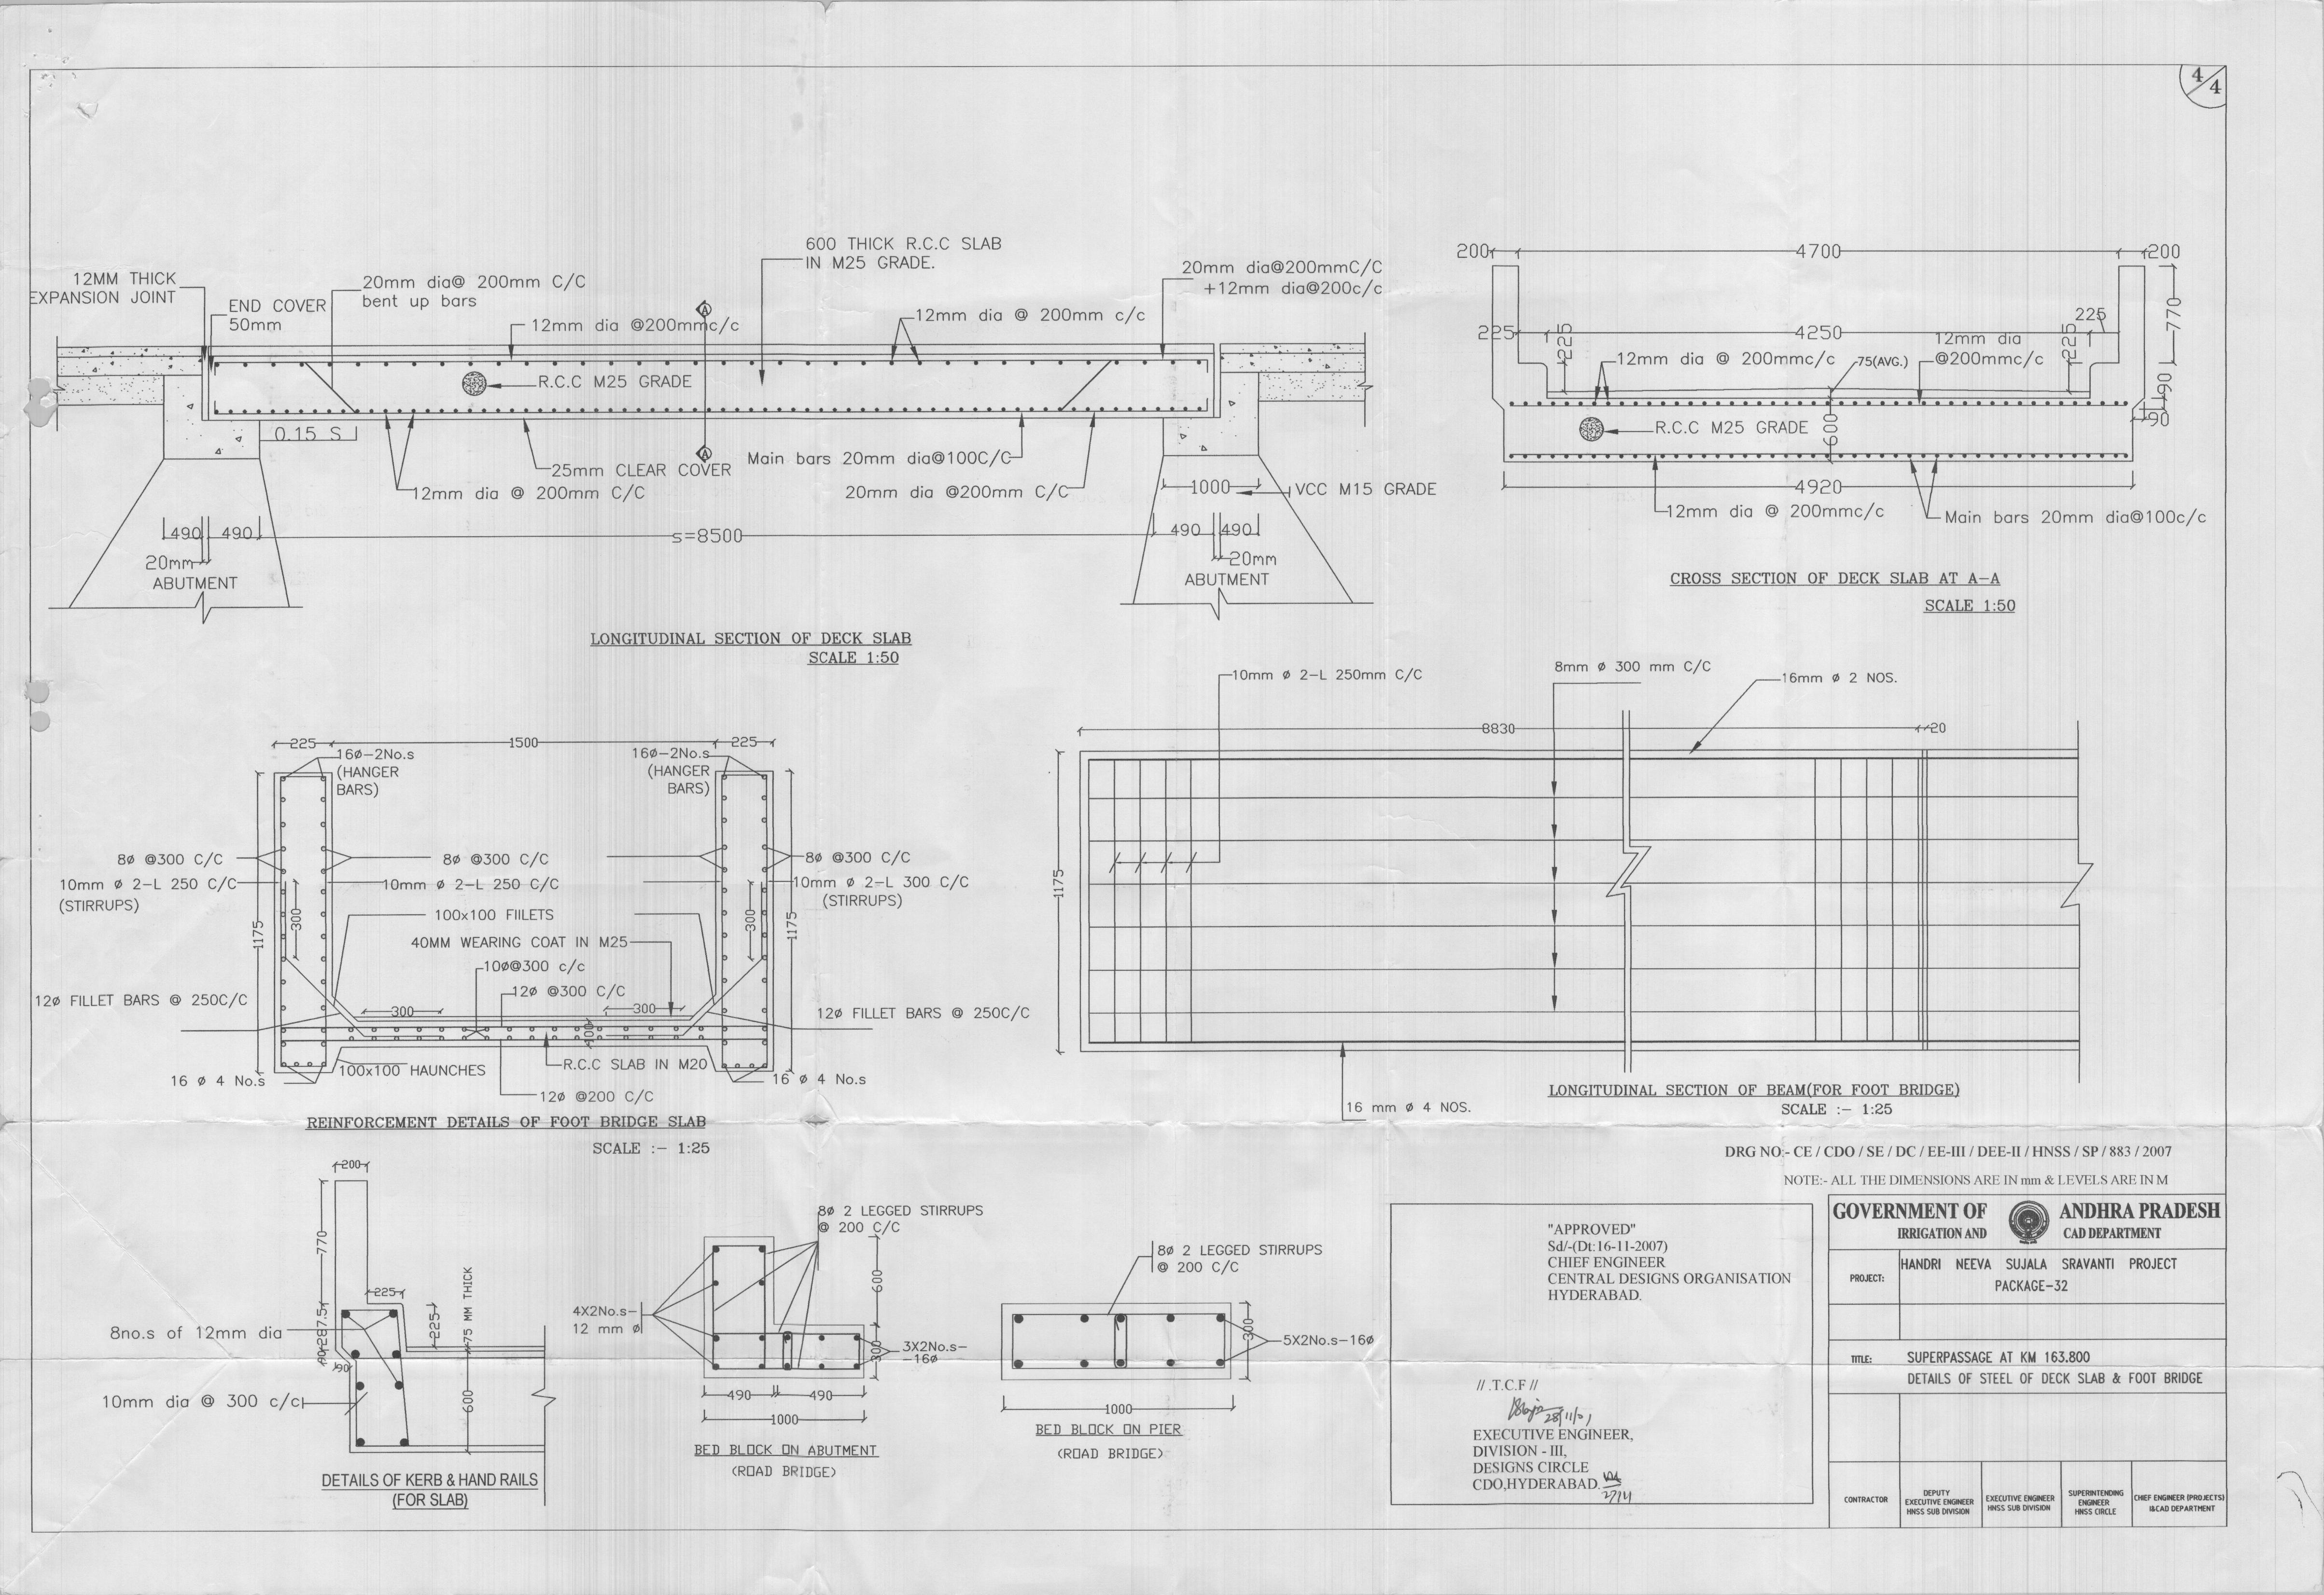 4/4
600 THICK R.C.C SLAB
IN M25 GRADE.
12MM THICK
EXPANSION JOINT
END COVER
50mm
20mm dia@ 200mm C/C
bent up bars
12mm dia @200mmc/c
12mm dia @ 200mm c/c
20mm dia@200mmC/C
+12mm dia@200c/c
A
R.C.C M25 GRADE
0.15 S
A
25mm CLEAR COVER
12mm dia @ 200mm C/C
Main bars 20mm dia@100C/C
20mm dia @200mm C/C
1000
VCC M15 GRADE
490
490
s=8500
490
490
20mm
ABUTMENT
20mm
ABUTMENT
LONGITUDINAL SECTION OF DECK SLAB
SCALE 1:50
200
4700
200
770
225
225
4250
225
225
12mm dia
@200mmc/c
12mm dia @ 200mmc/c
75(AVG.)
90
90
R.C.C M25 GRADE
600
4920
12mm dia @ 200mmc/c
Main bars 20mm dia@100c/c
CROSS SECTION OF DECK SLAB AT A-A
SCALE 1:50
225
1500
225
16ø-2No.s
(HANGER
BARS)
16ø-2No.s
(HANGER
BARS)
8ø @300 C/C
8ø @300 C/C
8ø @300 C/C
10mm ø 2-L 250 C/C
(STIRRUPS)
10mm ø 2-L 250 C/C
10mm ø 2-L 300 C/C
(STIRRUPS)
1175
300
300
1175
100x100 FIILETS
40MM WEARING COAT IN M25
10ø@300 c/c
12ø @300 C/C
12ø FILLET BARS @ 250C/C
300
300
100
12ø FILLET BARS @ 250C/C
16 ø 4 No.s
100x100 HAUNCHES
R.C.C SLAB IN M20
16 ø 4 No.s
12ø @200 C/C
REINFORCEMENT DETAILS OF FOOT BRIDGE SLAB
SCALE :- 1:25
10mm ø 2-L 250mm C/C
8mm ø 300 mm C/C
16mm ø 2 NOS.
8830
20
1175
16 mm ø 4 NOS.
LONGITUDINAL SECTION OF BEAM(FOR FOOT BRIDGE)
SCALE :- 1:25
200
770
225
287.5
225
75 MM THICK
8no.s of 12mm dia
90
90
10mm dia @ 300 c/c
600
DETAILS OF KERB & HAND RAILS
(FOR SLAB)
8ø 2 LEGGED STIRRUPS
@ 200 C/C
600
4X2No.s-
12 mm ø
3X2No.s-
-16ø
300
490
490
1000
BED BLOCK ON ABUTMENT
(ROAD BRIDGE)
8ø 2 LEGGED STIRRUPS
@ 200 C/C
300
5X2No.s-16ø
1000
BED BLOCK ON PIER
(ROAD BRIDGE)
DRG NO:- CE / CDO / SE / DC / EE-III / DEE-II / HNSS / SP / 883 / 2007
NOTE:- ALL THE DIMENSIONS ARE IN mm & LEVELS ARE IN M
"APPROVED"
Sd/-(Dt:16-11-2007)
CHIEF ENGINEER
CENTRAL DESIGNS ORGANISATION
HYDERABAD.
// .T.C.F //
EXECUTIVE ENGINEER,
DIVISION - III,
DESIGNS CIRCLE
CDO,HYDERABAD.
GOVERNMENT OF ANDHRA PRADESH
IRRIGATION AND CAD DEPARTMENT
PROJECT: HANDRI NEEVA SUJALA SRAVANTI PROJECT
PACKAGE-32
TITLE: SUPERPASSAGE AT KM 163.800
DETAILS OF STEEL OF DECK SLAB & FOOT BRIDGE
CONTRACTOR
DEPUTY
EXECUTIVE ENGINEER
HNSS SUB DIVISION
EXECUTIVE ENGINEER
HNSS SUB DIVISION
SUPERINTENDING
ENGINEER
HNSS CIRCLE
CHIEF ENGINEER (PROJECTS)
I&CAD DEPARTMENT